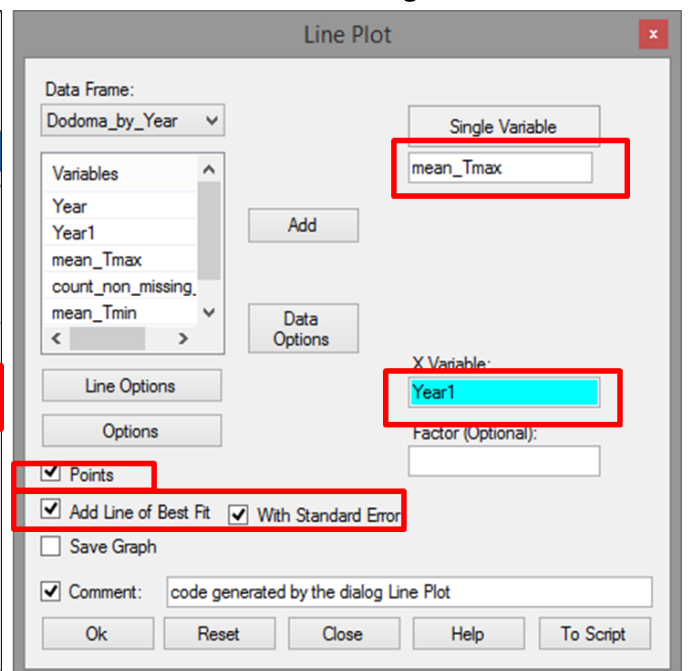 Line Plot
x
Data Frame:
Dodoma_by_Year
Single Variable
mean_Tmax
Variables
Year
Year1
mean_Tmax
count_non_missing_
mean_Tmin
Add
Data
Options
X Variable:
Year1
Line Options
Options
Factor (Optional):
Points
Add Line of Best Fit With Standard Error
Save Graph
Comment: code generated by the dialog Line Plot
Ok Reset Close Help To Script